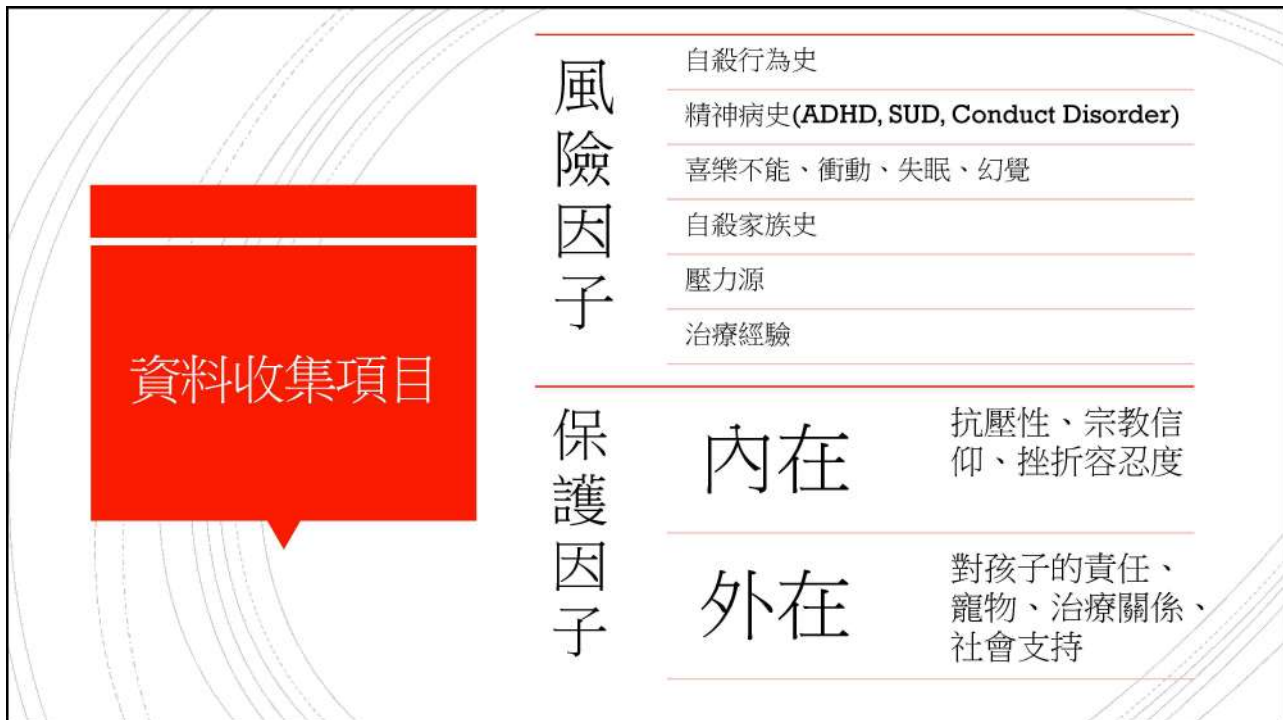 資料收集項目
風險因子
自殺行為史
精神病史(ADHD, SUD, Conduct Disorder)
喜樂不能、衝動、失眠、幻覺
自殺家族史
壓力源
治療經驗
保護因子
內在
抗壓性、宗教信
仰、挫折容忍度
外在
對孩子的責任、
寵物、治療關係、
社會支持